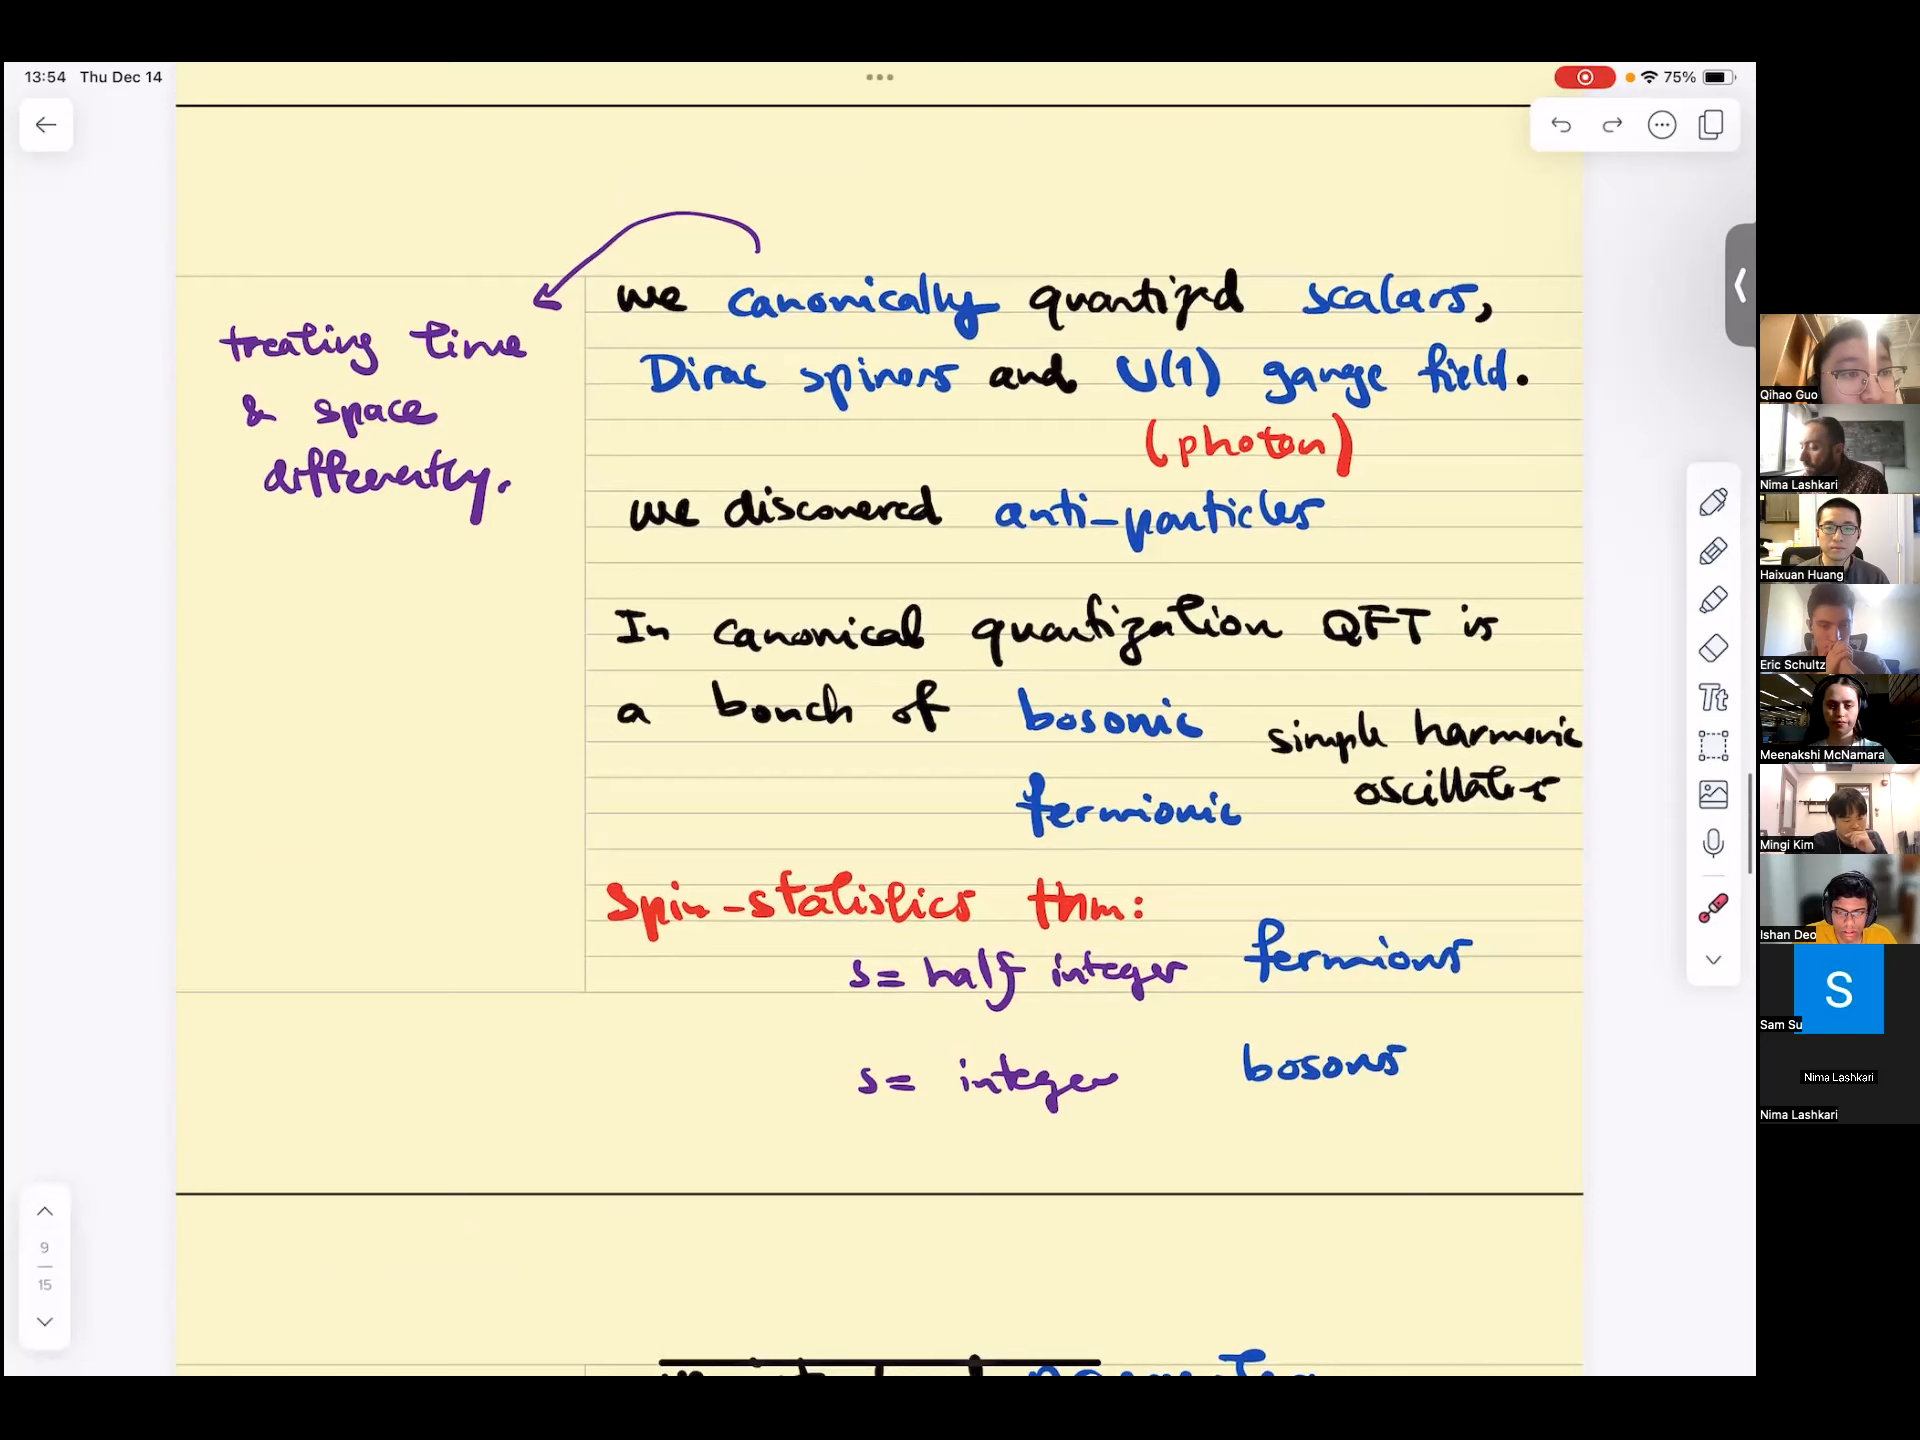 13:54 Thu Dec 14
75%
we canonically quantized scalars,
Dirac spinors and U(1) gauge field.
(photon)
treating time
& space
differently.
we discovered anti-particles
In canonical quantization QFT is
a bonch of bosonic simple harmonic
fermionic oscillators
Spin-statistics thm:
s= half integer fermions
s= integer bosons
9
15
Tt
Qihao Guo
Nima Lashkari
Haixuan Huang
Eric Schultz
Meenakshi McNamara
Mingi Kim
Ishan Deo
S
Sam Su
Nima Lashkari
Nima Lashkari